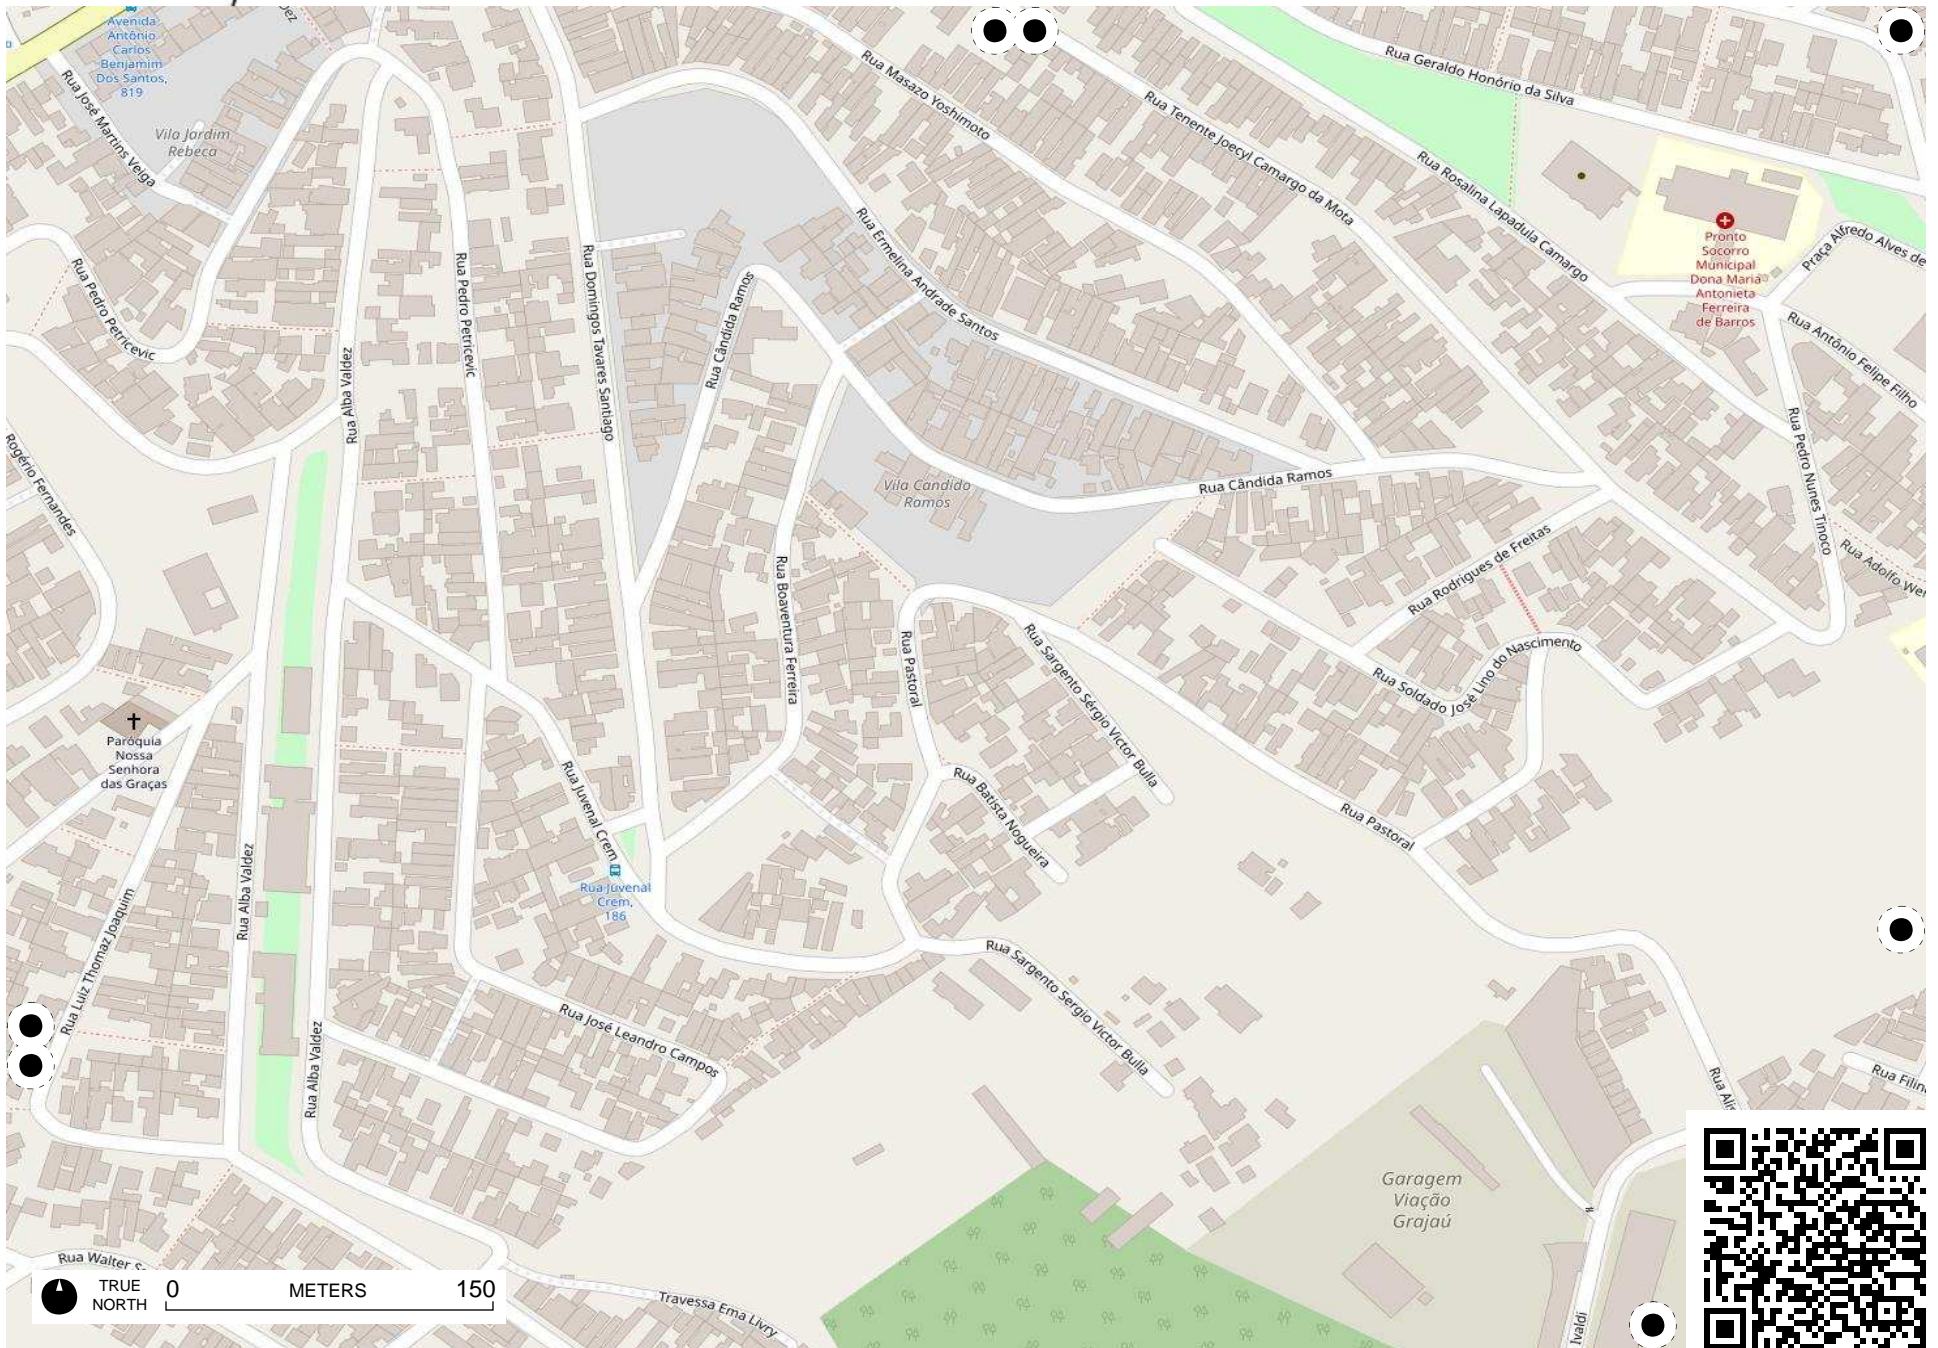 Avenida
Antônio
Carlos
Benjamim
Dos Santos,
819
Rua José Martins Veiga
Vila Jardim
Rebeca
Rua Pedro Petricevic
Rua Alba Valdez
Rua Pedro Petricevic
Rua Domingos Tavares Santiago
Rua Cândida Ramos
Rua Ermelina Andrade Santos
Rua Masazo Yoshimoto
Rua Tenente Joecyl Camargo da Mota
Rua Geraldo Honório da Silva
Rua Rosalina Lapadula Camargo
Pronto
Socorro
Municipal
Dona Maria
Antonieta
Ferreira
de Barros
Praça Alfredo Alves de
Rua Antônio Felipe Filho
Rua Pedro Nunes Tinoco
Rua Adolfo
Rogério Fernandes
Vila Candido
Ramos
Rua Cândida Ramos
Rua Rodrigues de Freitas
Rua Soldado José Lino do Nascimento
Rua Boaventura Ferreira
Rua Pastoral
Rua Sargento Sérgio Victor Bulla
Rua Batista Nogueira
Rua Pastoral
Paróquia
Nossa
Senhora
das Graças
Rua Juvenal Crem
Rua Juvenal
Crem,
186
Rua Alba Valdez
Rua Luiz Thomaz Joaquim
Rua Alba Valdez
Rua José Leandro Campos
Rua Sargento Sergio Victor Bulla
Rua
Rua
Garagem
Viação
Grajaú
Rua Walter
Travessa Ema Livry
Ivaldi
TRUE
NORTH
0 METERS 150